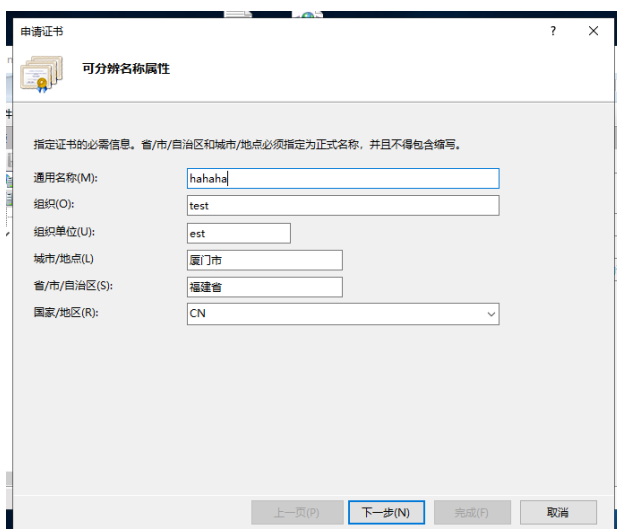 申请证书
?
×
可分辨名称属性
指定证书的必需信息。省/市/自治区和城市/地点必须指定为正式名称，并且不得包含缩写。
通用名称(M):
hahaha
组织(O):
test
组织单位(U):
est
城市/地点(L)
厦门市
省/市/自治区(S):
福建省
国家/地区(R):
CN
上一页(P)
下一步(N)
完成(F)
取消